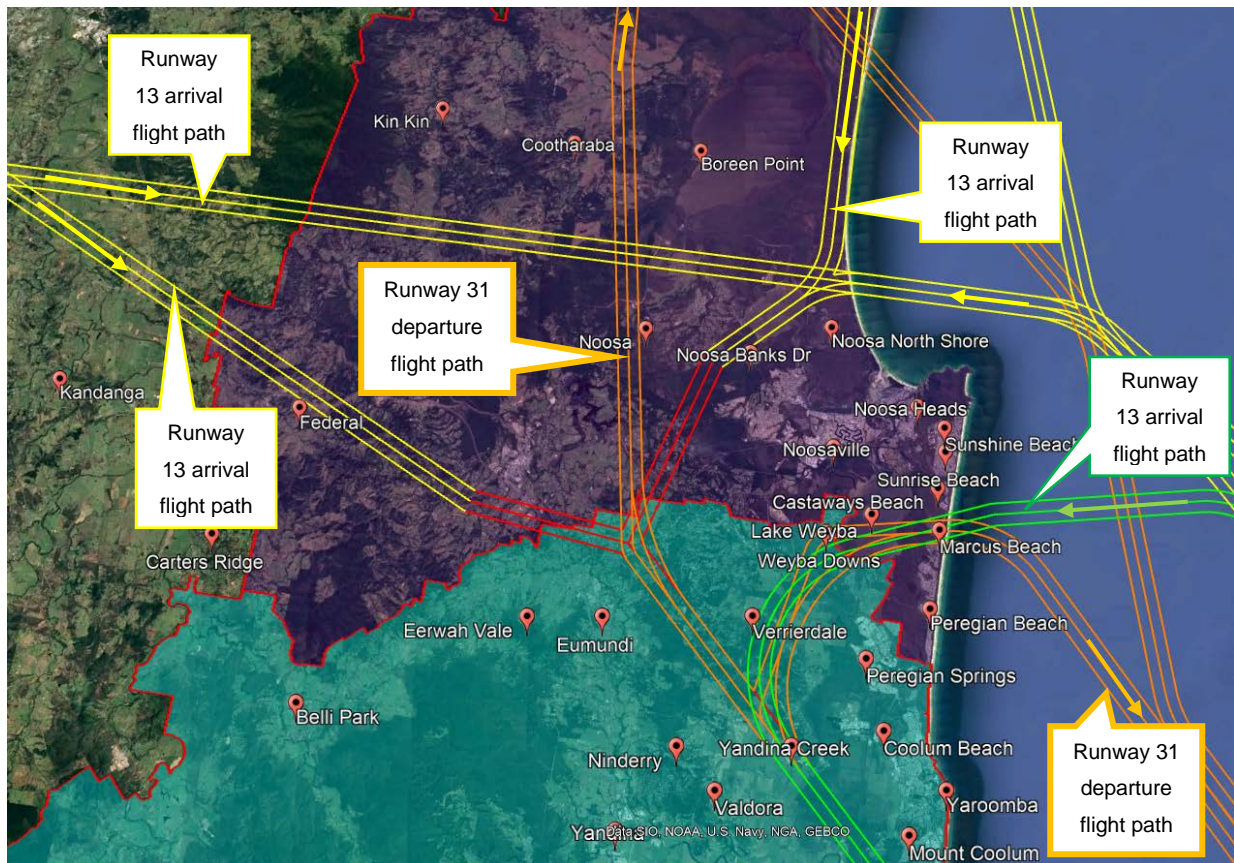 Runway
13 arrival
flight path
Kin Kin
Cootharaba
Boreen Point
Runway
13 arrival
flight path
Runway 31
departure
flight path
Noosa
Noosa Banks Dr
Noosa North Shore
Kandanga
Federal
Runway
13 arrival
flight path
Runway
13 arrival
flight path
Noosa Heads
Sunshine Beach
Noosaville
Sunrise Beach
Castaways Beach
Lake Weyba
Marcus Beach
Carters Ridge
Weyba Downs
Eerwah Vale
Eumundi
Verrierdale
Peregian Beach
Peregian Springs
Belli Park
Ninderry
Yandina Creek
Coolum Beach
Runway 31
departure
flight path
Valdora
Yaroomba
Yandina
Data SIO, NOAA, U.S. Navy, NGA, GEBCO
Mount Coolum